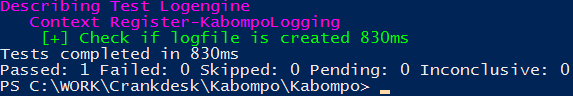 Describing Test Logengine
Context Register-KabompoLogging
[+] Check if logfile is created 830ms
Tests completed in 830ms
Passed: 1 Failed: 0 Skipped: 0 Pending: 0 Inconclusive: 0
PS C:\WORK\Crankdesk\Kabompo\Kabompo> _